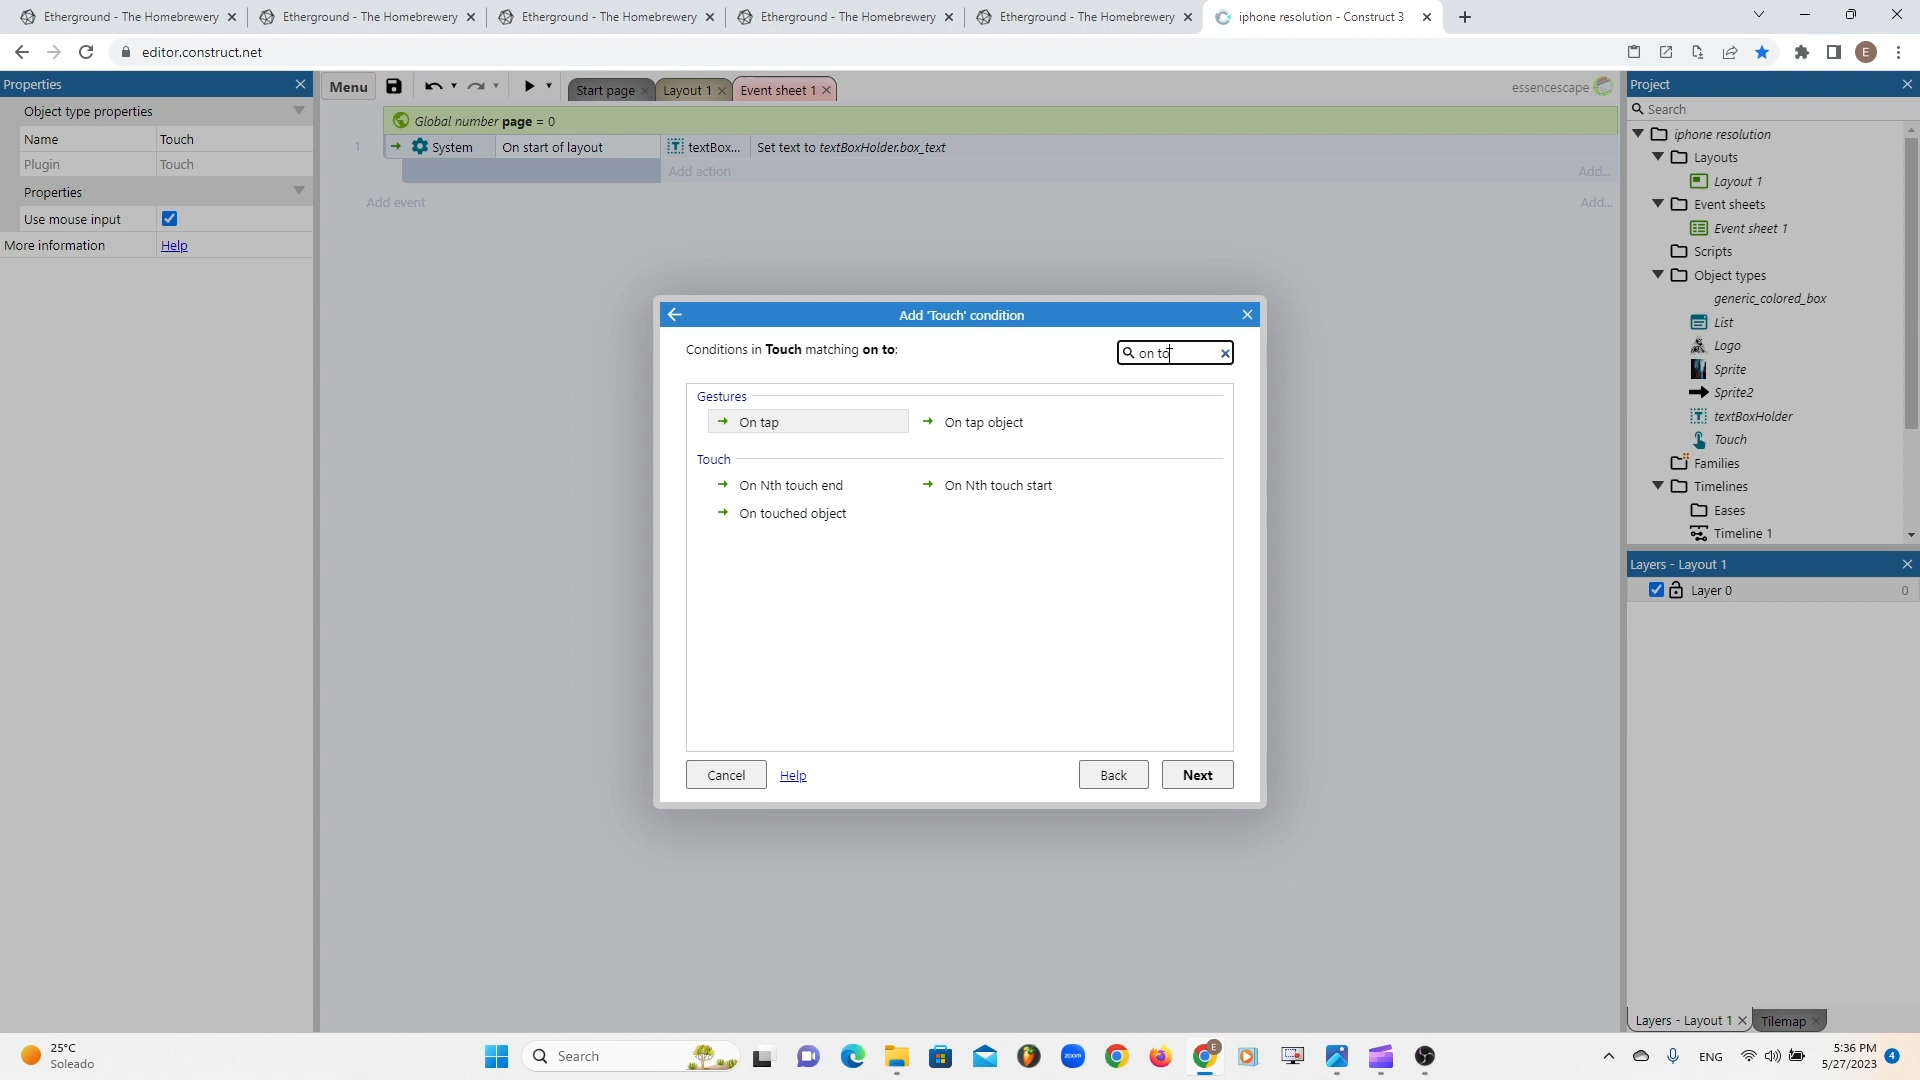 Etherground - The Homebrewery
Etherground - The Homebrewery
Etherground - The Homebrewery
Etherground - The Homebrewery
Etherground - The Homebrewery
iphone resolution - Construct 3
editor.construct.net
E
Properties
Object type properties
Name Touch
Plugin Touch
Properties
Use mouse input
More information Help
Menu
Start page
Layout 1
Event sheet 1
essencescape
Global number page = 0
1 System On start of layout textBox... Set text to textBoxHolder.box_text
Add action Add...
Add event Add...
Add 'Touch' condition
Conditions in Touch matching on to:
on to
Gestures
On tap On tap object
Touch
On Nth touch end On Nth touch start
On touched object
Cancel Help Back Next
Project
Search
iphone resolution
Layouts
Layout 1
Event sheets
Event sheet 1
Scripts
Object types
generic_colored_box
List
Logo
Sprite
Sprite2
textBoxHolder
Touch
Families
Timelines
Eases
Timeline 1
Layers - Layout 1
Layer 0 0
Layers - Layout 1 Tilemap
25°C
Soleado
Search
zoom
E
ENG
5:36 PM
5/27/2023
4